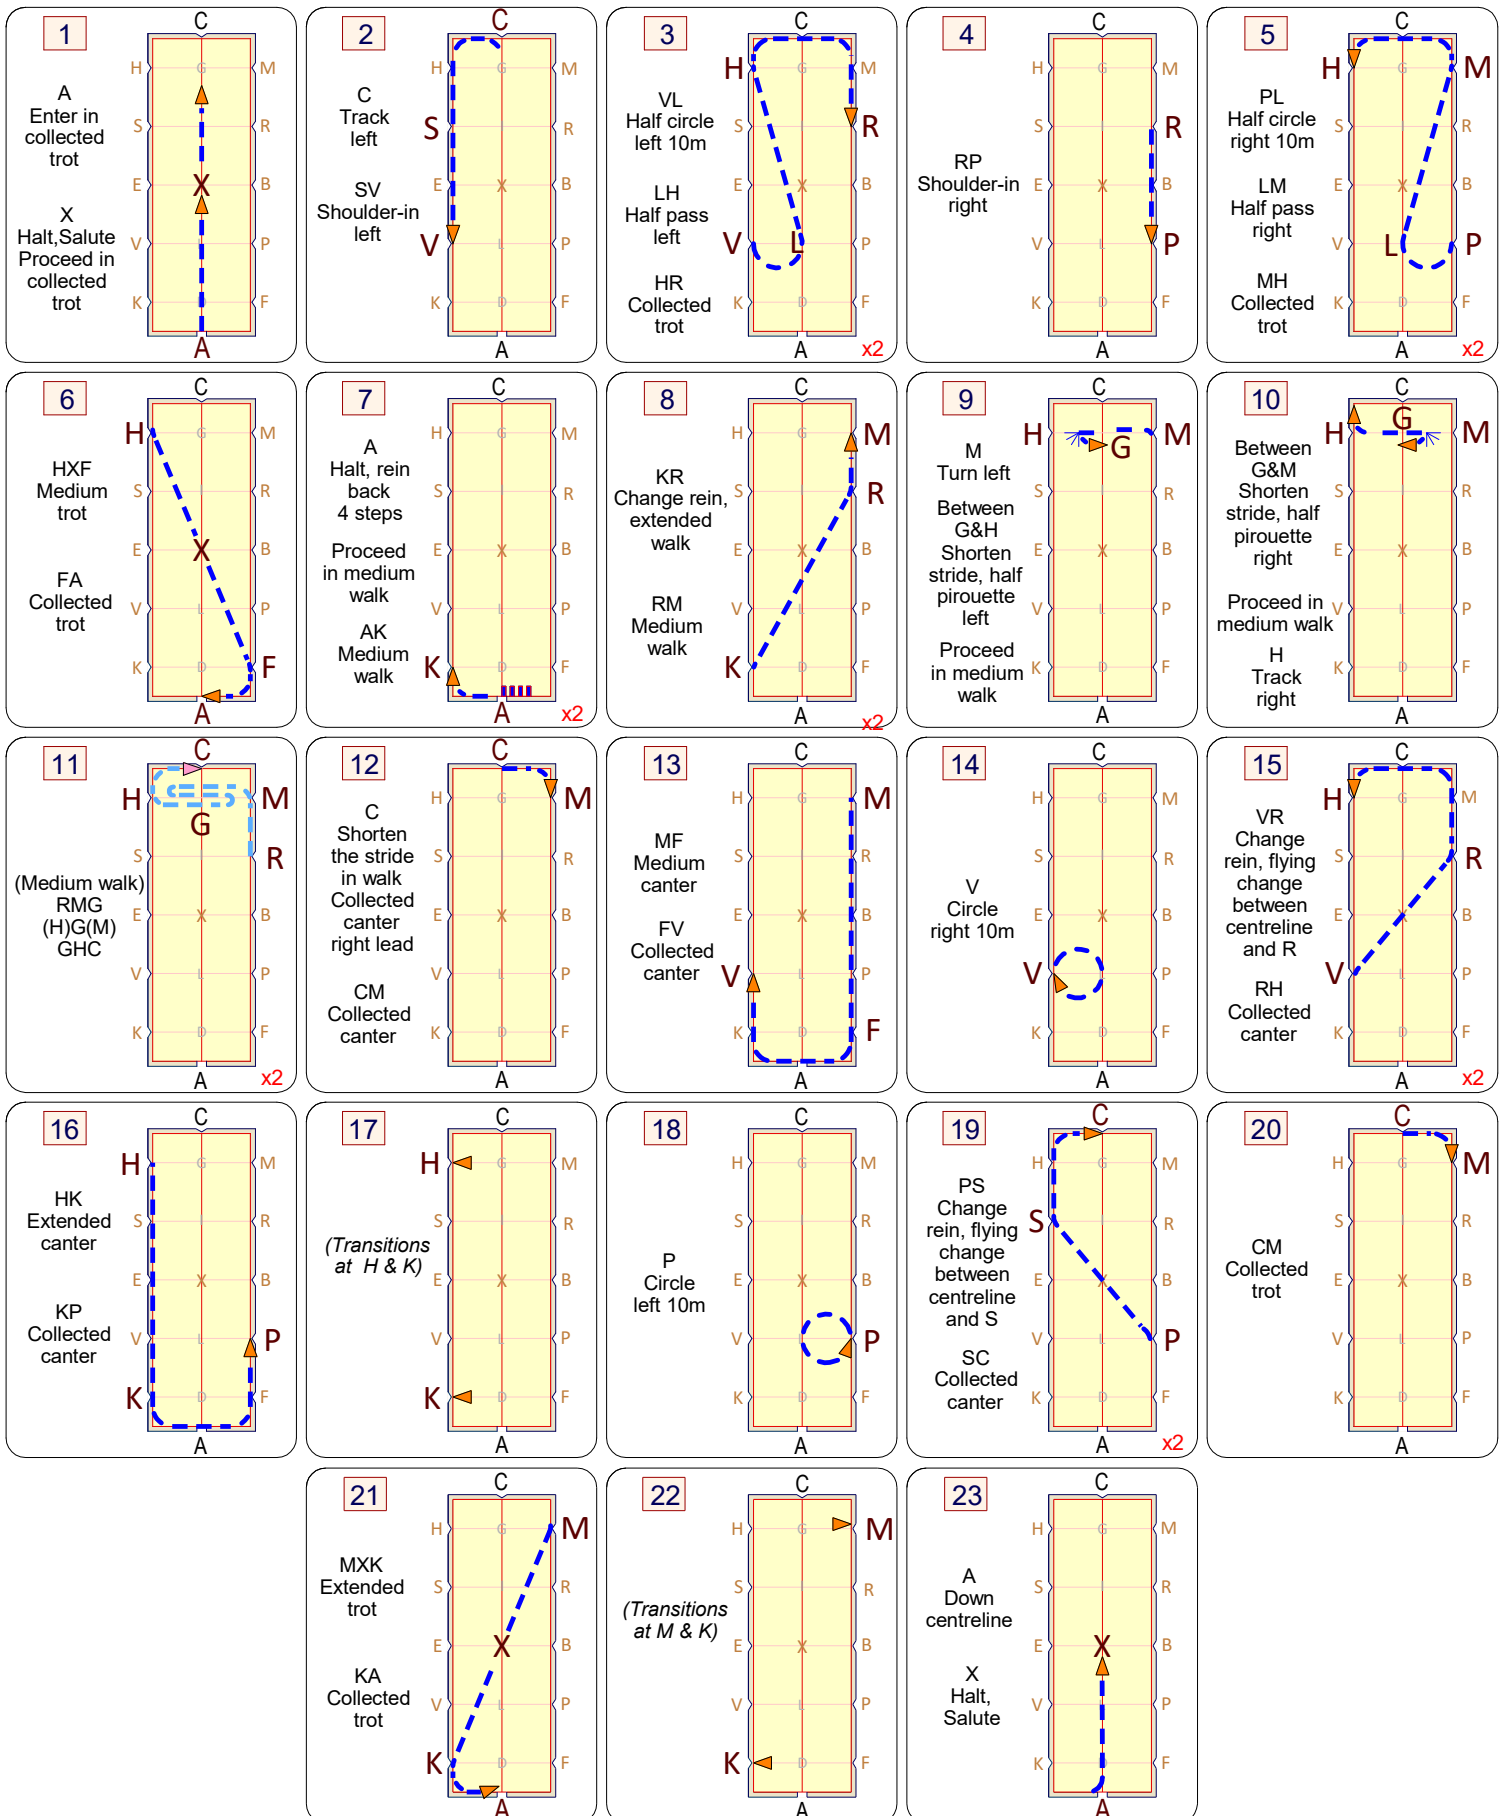 1
A
Enter in
collected
trot
X
Halt,Salute
Proceed in
collected
trot
C
H G M
S R
E X B
V P
K D F
A
2
C
Track
left
SV
Shoulder-in
left
C
H G M
S R
E X B
V L P
K D F
A
3
VL
Half circle
left 10m
LH
Half pass
left
HR
Collected
trot
C
H G M
S R
E X B
V L P
K D F
A
x2
4
RP
Shoulder-in
right
C
H G M
S R
E X B
V L P
K D F
A
5
PL
Half circle
right 10m
LM
Half pass
right
MH
Collected
trot
C
H G M
S R
E X B
V L P
K D F
A
x2
6
HXF
Medium
trot
FA
Collected
trot
C
H G M
S R
E X B
V L P
K D F
A
7
A
Halt, rein
back
4 steps
Proceed
in medium
walk
AK
Medium
walk
C
H G M
S R
E X B
V L P
K D F
A
x2
8
KR
Change rein,
extended
walk
RM
Medium
walk
C
H G M
S R
E X B
V L P
K D F
A
x2
9
M
Turn left
Between
G&H
Shorten
stride, half
pirouette
left
Proceed
in medium
walk
C
H G M
S R
E X B
V L P
K D F
A
10
Between
G&M
Shorten
stride, half
pirouette
right
Proceed in
medium walk
H
Track
right
C
G
H M
S R
E X B
V L P
K D F
A
11
(Medium walk)
RMG
(H)G(M)
GHC
C
H M
G
S R
E X B
V L P
K D F
A
x2
12
C
Shorten
the stride
in walk
Collected
canter
right lead
CM
Collected
canter
C
H G M
S R
E X B
V L P
K D F
A
13
MF
Medium
canter
FV
Collected
canter
C
H G M
S R
E X B
V L P
K D F
A
14
V
Circle
right 10m
C
H G M
S R
E X B
V L P
K D F
A
15
VR
Change
rein, flying
change
between
centreline
and R
RH
Collected
canter
C
H G M
S R
E X B
V L P
K D F
A
x2
16
HK
Extended
canter
KP
Collected
canter
C
H G M
S R
E X B
V L P
K D F
A
17
(Transitions
at H & K)
C
H G M
S R
E X B
V L P
K D F
A
18
P
Circle
left 10m
C
H G M
S R
E X B
V L P
K D F
A
19
PS
Change
rein, flying
change
between
centreline
and S
SC
Collected
canter
C
H G M
S R
E X B
V L P
K D F
A
x2
20
CM
Collected
trot
C
H G M
S R
E X B
V L P
K D F
A
21
MXK
Extended
trot
KA
Collected
trot
C
H G M
S R
E X B
V L P
K D F
A
22
(Transitions
at M & K)
C
H G M
S R
E X B
V L P
K D F
A
23
A
Down
centreline
X
Halt,
Salute
C
H G M
S R
E X B
V L P
K D F
A